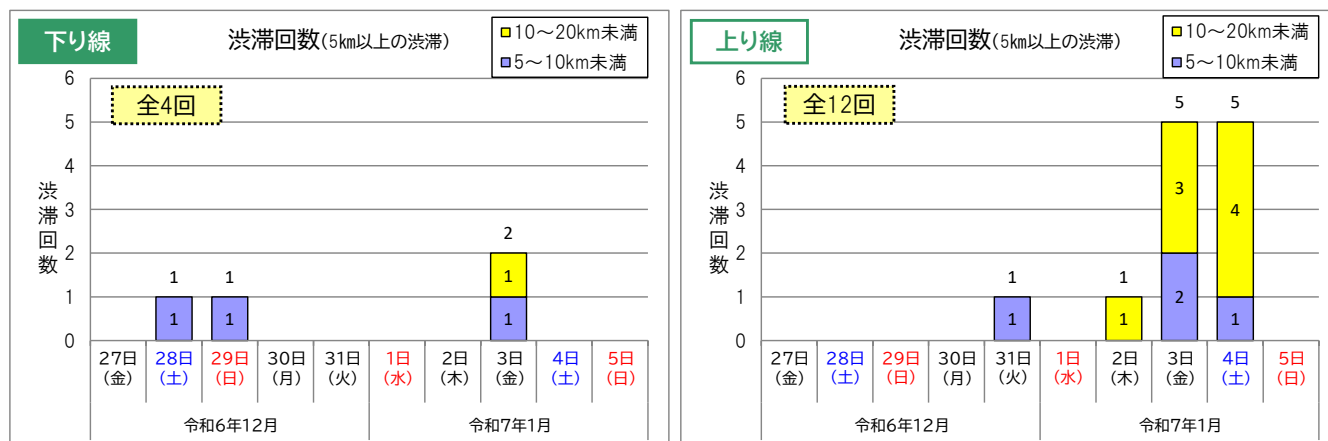 下り線
渋滞回数(5km以上の渋滞)
■10～20km未満
■5～10km未満
全4回
渋滞回数
6
5
4
3
2
1
0
1
1
2
1
1
1
1
27日 28日 29日 30日 31日 1日 2日 3日 4日 5日
(金) (土) (日) (月) (火) (水) (木) (金) (土) (日)
令和6年12月 令和7年1月
上り線
渋滞回数(5km以上の渋滞)
■10～20km未満
■5～10km未満
全12回
渋滞回数
6
5
4
3
2
1
0
5 5
3
4
1 1
1 1 2 1
27日 28日 29日 30日 31日 1日 2日 3日 4日 5日
(金) (土) (日) (月) (火) (水) (木) (金) (土) (日)
令和6年12月 令和7年1月